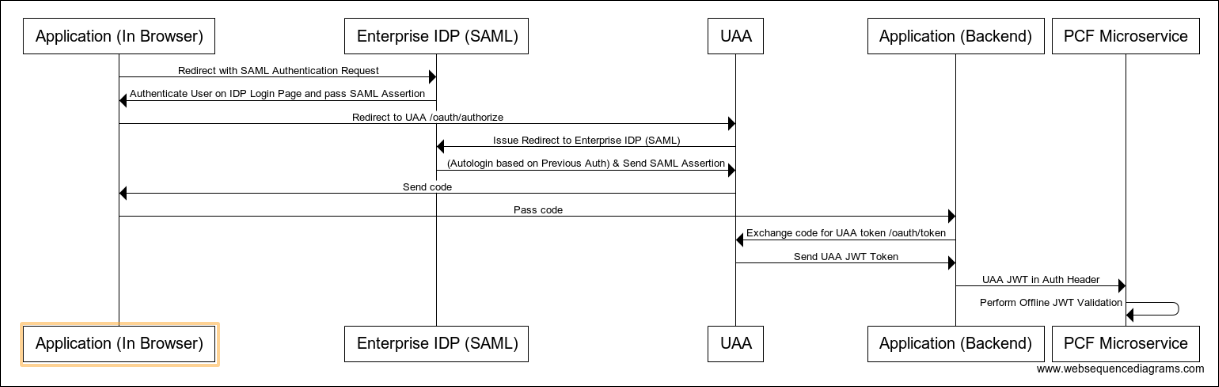 Application (In Browser)
Enterprise IDP (SAML)
UAA
Application (Backend)
PCF Microservice
Redirect with SAML Authentication Request
Authenticate User on IDP Login Page and pass SAML Assertion
Redirect to UAA /oauth/authorize
Issue Redirect to Enterprise IDP (SAML)
(Autologin based on Previous Auth) & Send SAML Assertion
Send code
Pass code
Exchange code for UAA token /oauth/token
Send UAA JWT Token
UAA JWT in Auth Header
Perform Offline JWT Validation
Application (In Browser)
Enterprise IDP (SAML)
UAA
Application (Backend)
PCF Microservice
www.websequencediagrams.com